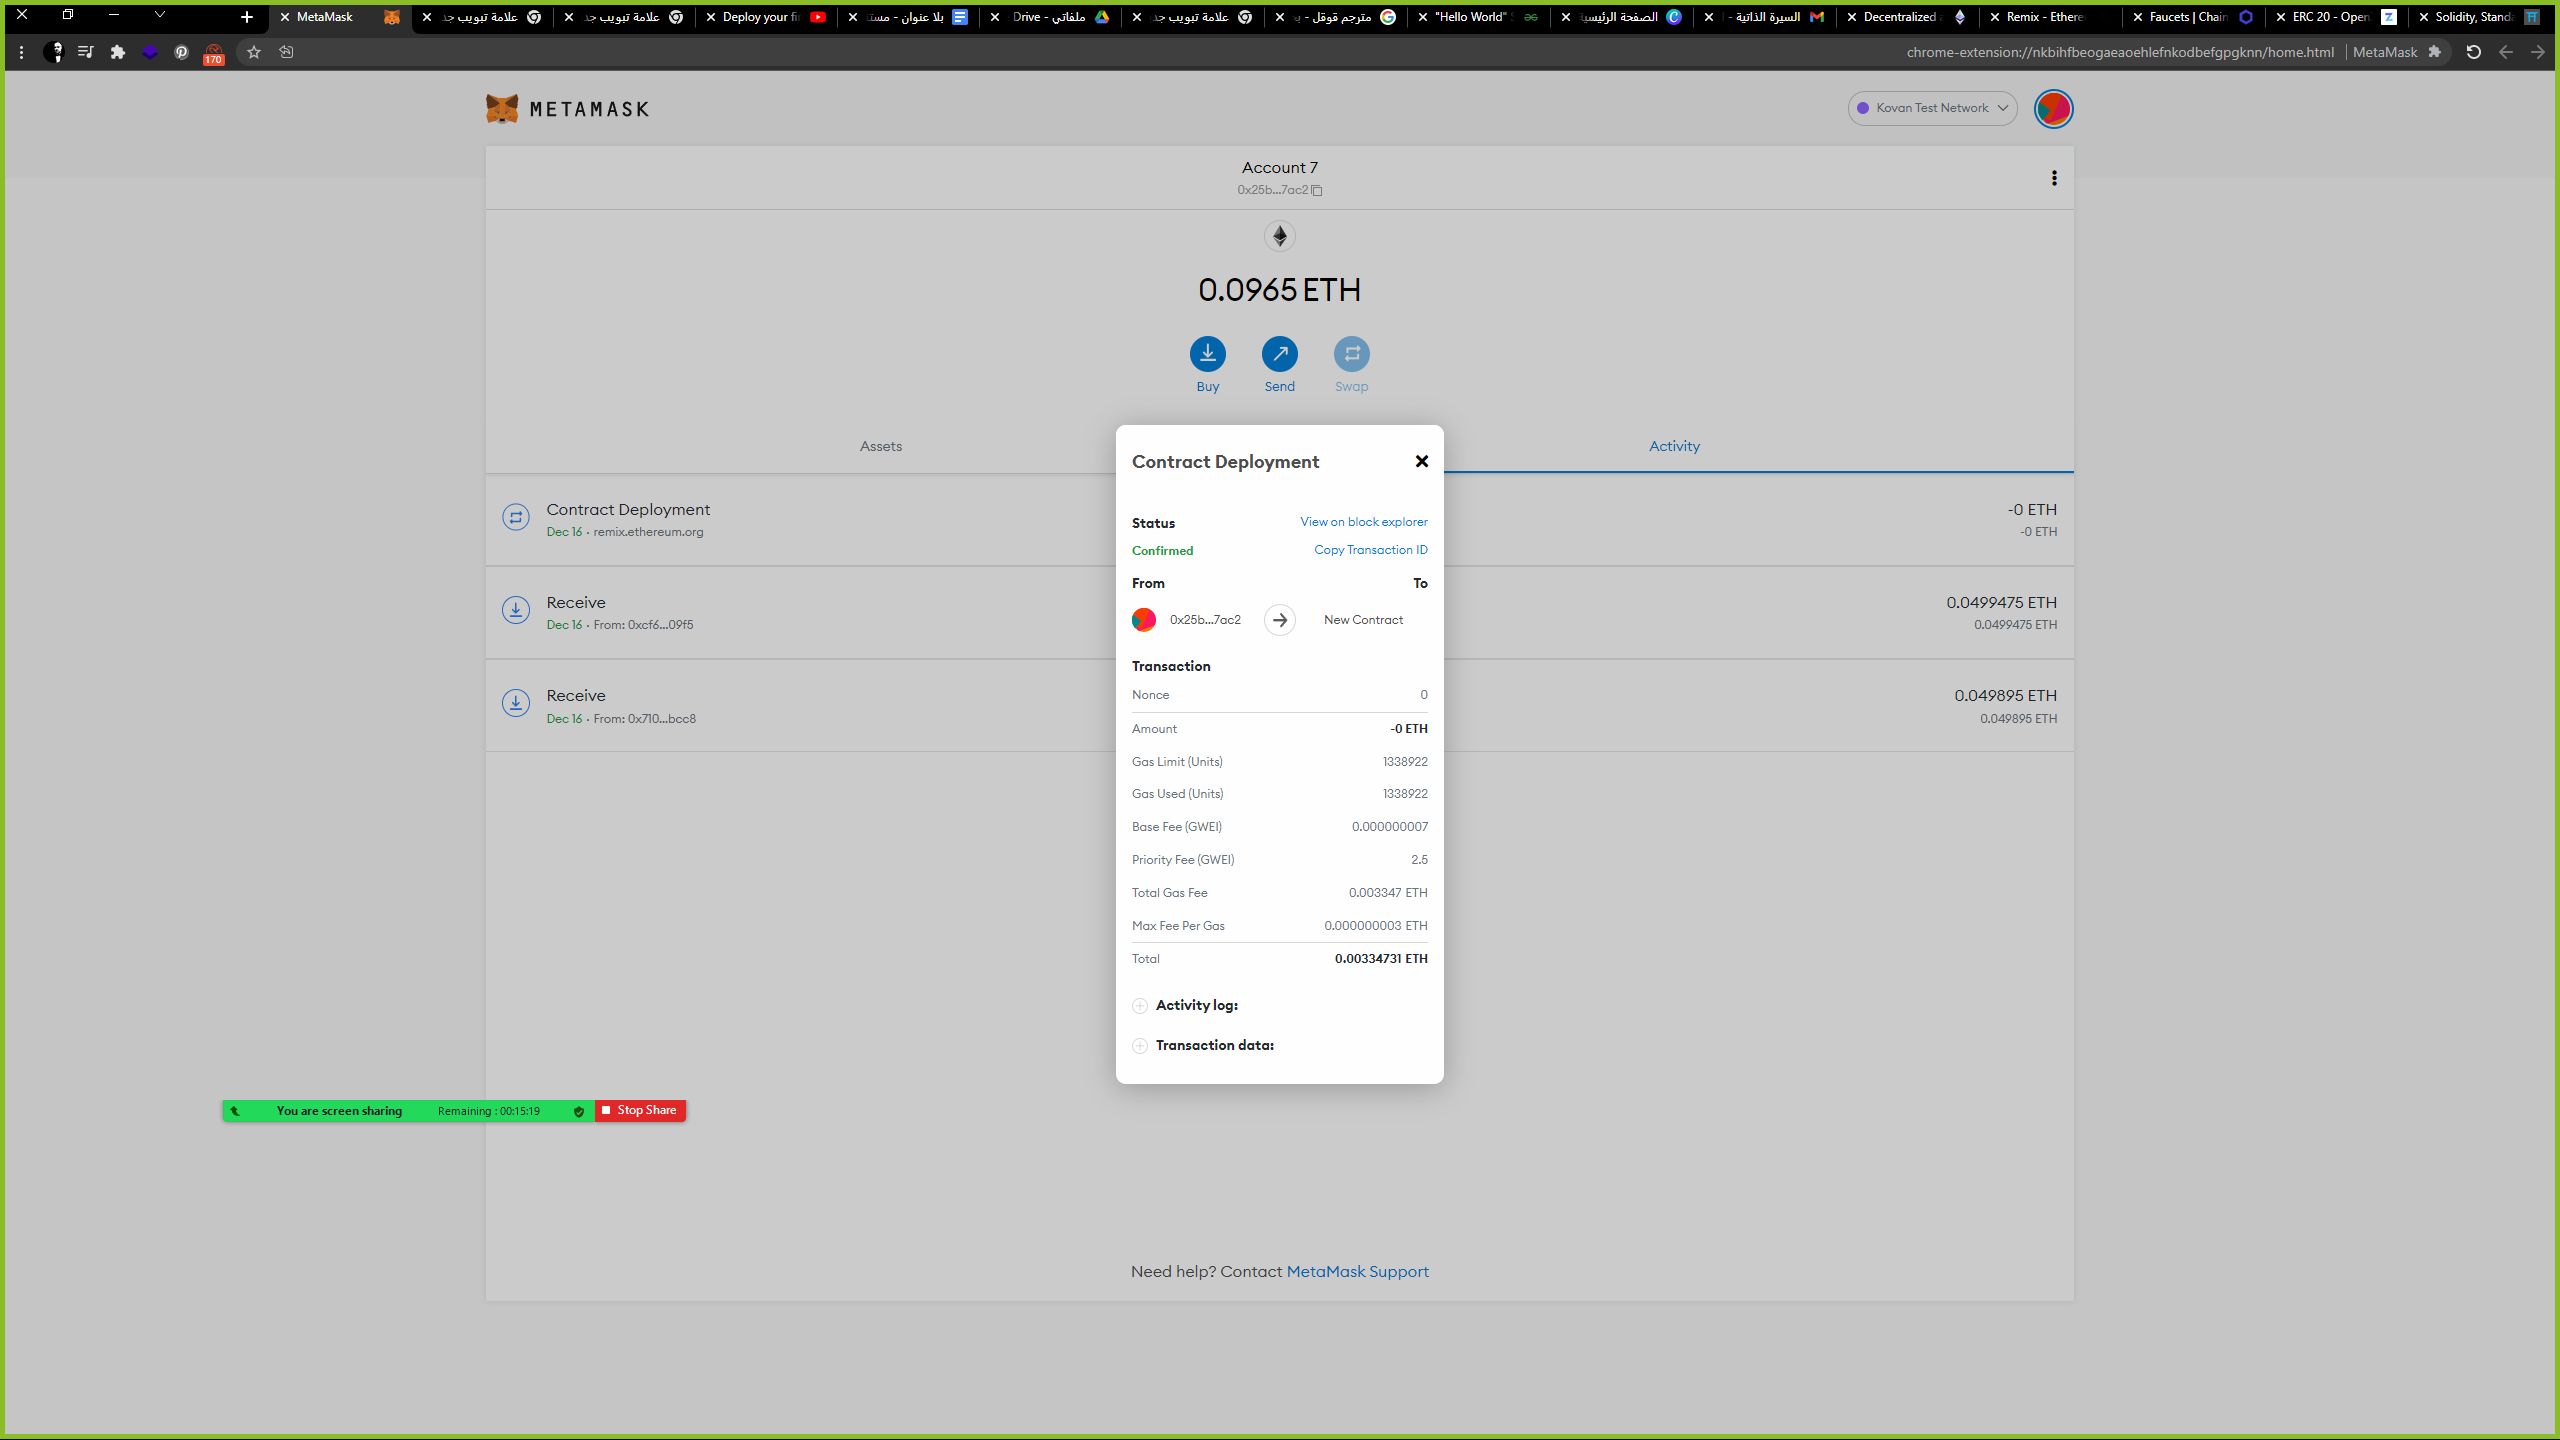 MetaMask
علامة تبويب جد
علامة تبويب جد
Deploy your fi
بلا عنوان - مستن
ملفاتي - Drive
علامة تبويب جد
مترجم قوقل - ب
"Hello World"
الصفحة الرئيسية
السيرة الذاتية - ا
Decentralized
Remix - Ethere
Faucets | Chain
ERC 20 - Open
Solidity, Standa
170
chrome-extension://nkbihfbeogaeaoehlefnkodbefgpgknn/home.html | MetaMask
METAMASK
Kovan Test Network
Account 7
0x25b...7ac2
0.0965 ETH
Buy
Send
Swap
Assets
Activity
Contract Deployment
Dec 16 · remix.ethereum.org
-0 ETH
-0 ETH
Receive
Dec 16 · From: 0xcf6...09f5
0.0499475 ETH
0.0499475 ETH
Receive
Dec 16 · From: 0x710...bcc8
0.049895 ETH
0.049895 ETH
Contract Deployment
Status
View on block explorer
Confirmed
Copy Transaction ID
From
To
0x25b...7ac2
New Contract
Transaction
Nonce 0
Amount -0 ETH
Gas Limit (Units) 1338922
Gas Used (Units) 1338922
Base Fee (GWEI) 0.000000007
Priority Fee (GWEI) 2.5
Total Gas Fee 0.003347 ETH
Max Fee Per Gas 0.000000003 ETH
Total 0.00334731 ETH
Activity log:
Transaction data:
You are screen sharing
Remaining : 00:15:19
Stop Share
Need help? Contact MetaMask Support